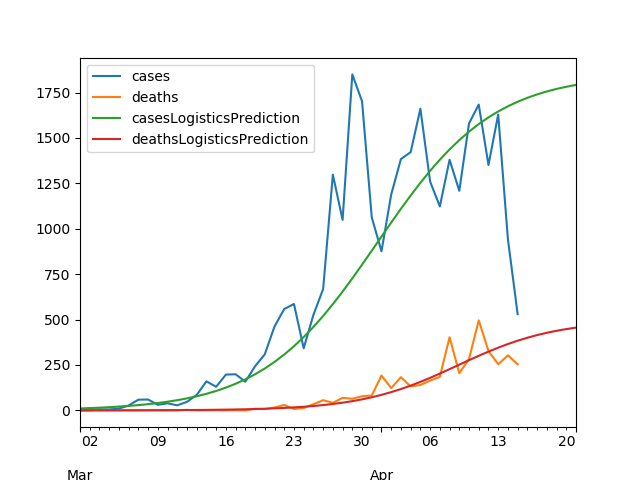 cases
deaths
casesLogisticsPrediction
deathsLogisticsPrediction
1750
1500
1250
1000
750
500
250
0
02 09 16 23 30 06 13 20
Mar Apr